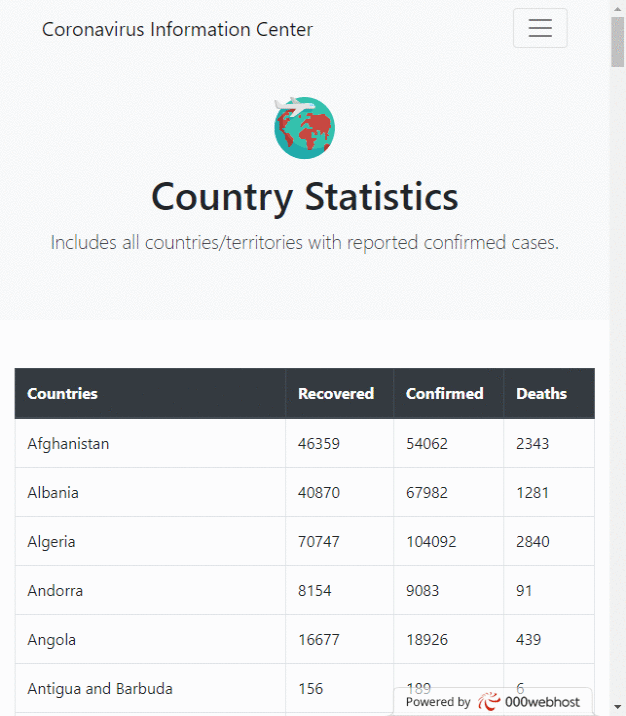 Coronavirus Information Center
Country Statistics
Includes all countries/territories with reported confirmed cases.
Countries Recovered Confirmed Deaths
Afghanistan 46359 54062 2343
Albania 40870 67982 1281
Algeria 70747 104092 2840
Andorra 8154 9083 91
Angola 16677 18926 439
Antigua and Barbuda 156 189 6
Powered by 000webhost